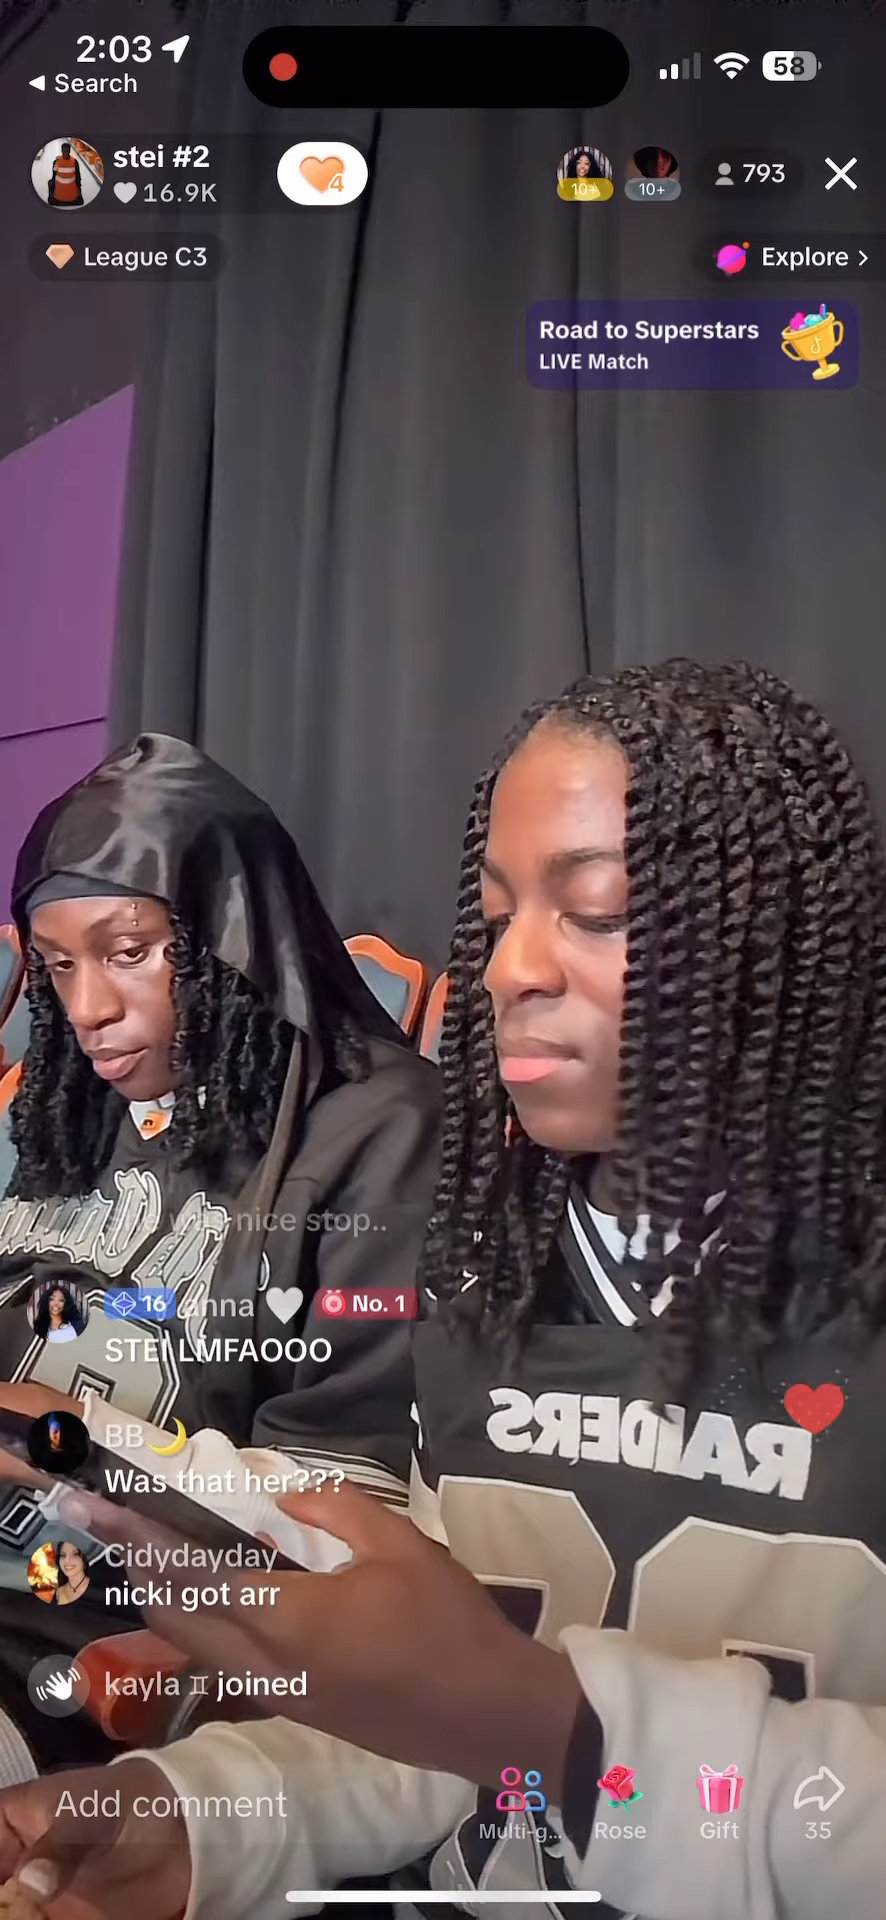 2:03
58
Search
stei #2
16.9K
4
10+
10+
793
League C3
Explore
Road to Superstars
LIVE Match
nice stop..
16 anna No. 1
STEI LMFAOOO
BB
Was that her???
Cidydayday
nicki got arr
kayla ♊ joined
RAIDERS
Add comment
Multi-g...
Rose
Gift
35